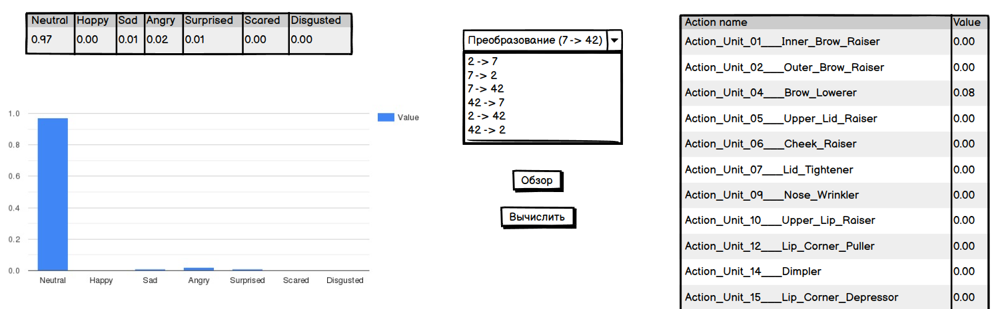 Neutral Happy Sad Angry Surprised Scared Disgusted
0.97 0.00 0.01 0.02 0.01 0.00 0.00
1.0
0.8
0.6
0.4
0.2
0.0
Neutral Happy Sad Angry Surprised Scared Disgusted
Value
Преобразование (7 -> 42)
2 -> 7
7 -> 2
7 -> 42
42 -> 7
2 -> 42
42 -> 2
Обзор
Вычислить
Action name Value
Action_Unit_01___Inner_Brow_Raiser 0.00
Action_Unit_02___Outer_Brow_Raiser 0.00
Action_Unit_04___Brow_Lowerer 0.08
Action_Unit_05___Upper_Lid_Raiser 0.00
Action_Unit_06___Cheek_Raiser 0.00
Action_Unit_07___Lid_Tightener 0.00
Action_Unit_09___Nose_Wrinkler 0.00
Action_Unit_10___Upper_Lip_Raiser 0.00
Action_Unit_12___Lip_Corner_Puller 0.00
Action_Unit_14___Dimpler 0.00
Action_Unit_15___Lip_Corner_Depressor 0.00